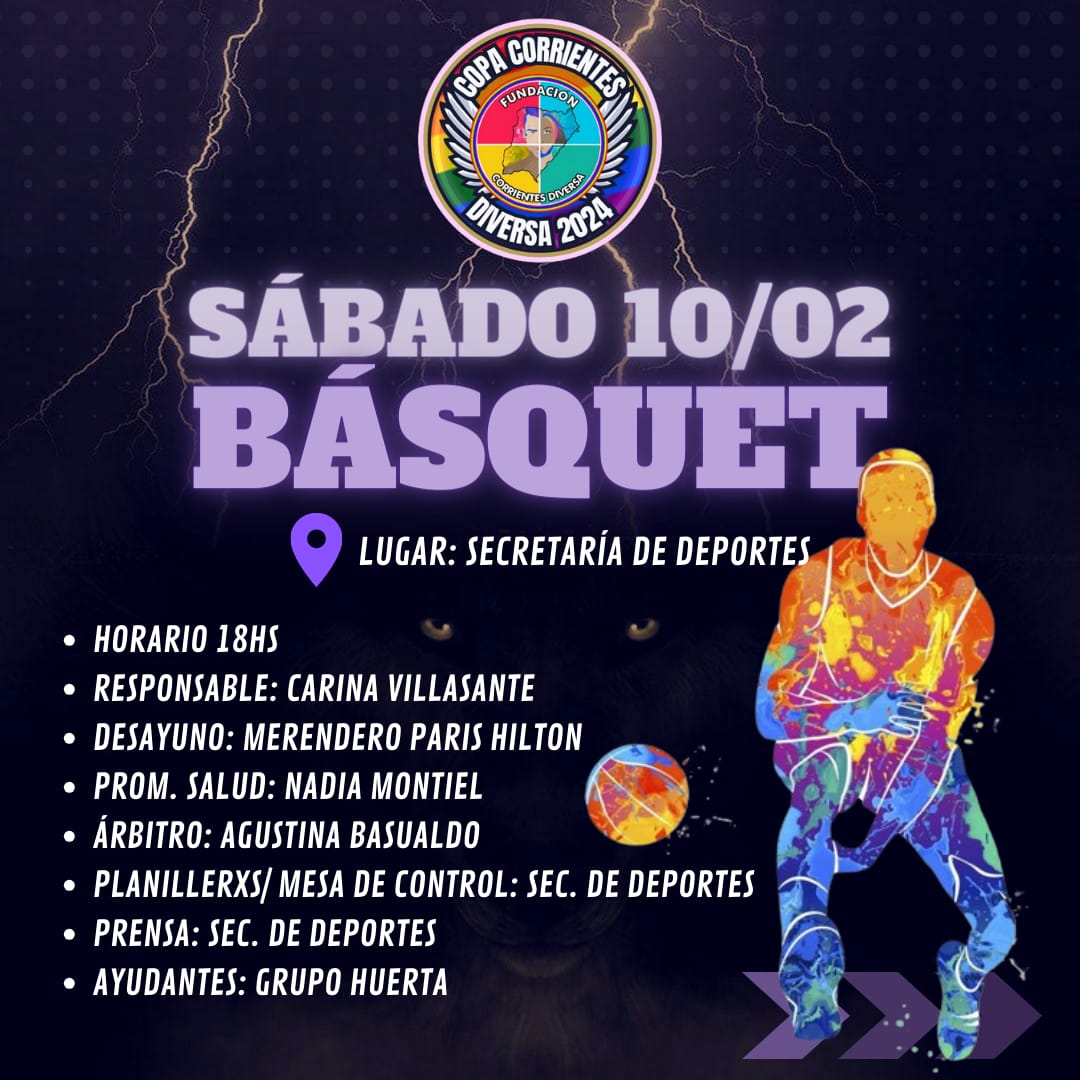 COPA CORRIENTES
FUNDACION
CORRIENTES DIVERSA
DIVERSA 2024
SÁBADO 10/02
BÁSQUET
LUGAR: SECRETARÍA DE DEPORTES
• HORARIO 18HS
• RESPONSABLE: CARINA VILLASANTE
• DESAYUNO: MERENDERO PARIS HILTON
• PROM. SALUD: NADIA MONTIEL
• ÁRBITRO: AGUSTINA BASUALDO
• PLANILLERXS/ MESA DE CONTROL: SEC. DE DEPORTES
• PRENSA: SEC. DE DEPORTES
• AYUDANTES: GRUPO HUERTA